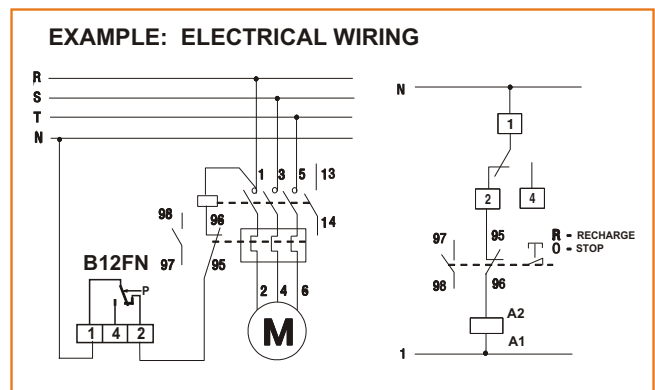 EXAMPLE: ELECTRICAL WIRING
R
S
T
N
1 3 5 13
14
98 96
97 95
B12FN
P
1 4 2
2 4 6
M
N
1
2 4
97 95
98 96
R - RECHARGE
O - STOP
A2
A1
1